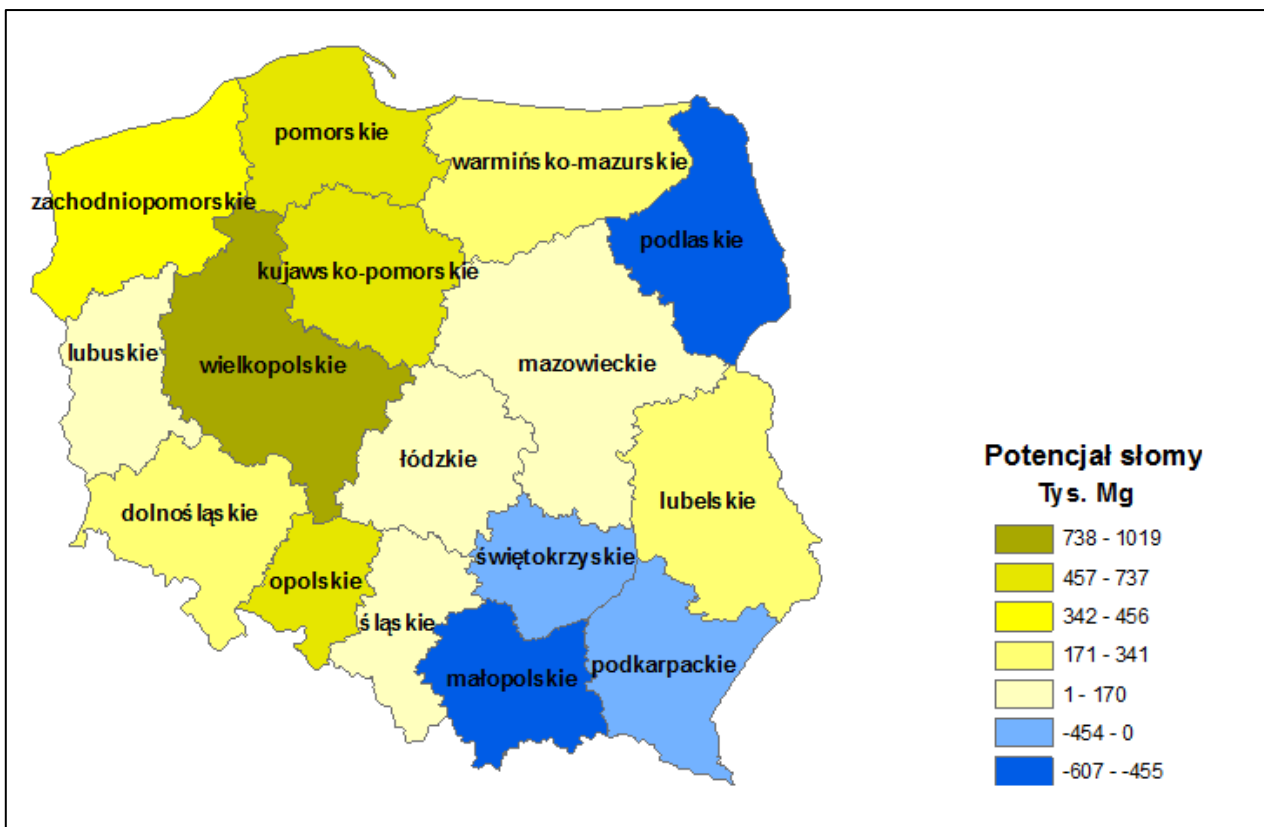 pomorskie
warmińsko-mazurskie
zachodniopomorskie
podlaskie
kujawsko-pomorskie
lubuskie
wielkopolskie
mazowieckie
łódzkie
lubelskie
dolnośląskie
świętokrzyskie
opolskie
śląskie
podkarpackie
małopolskie
Potencjał słomy
Tys. Mg
738 - 1019
457 - 737
342 - 456
171 - 341
1 - 170
-454 - 0
-607 - -455